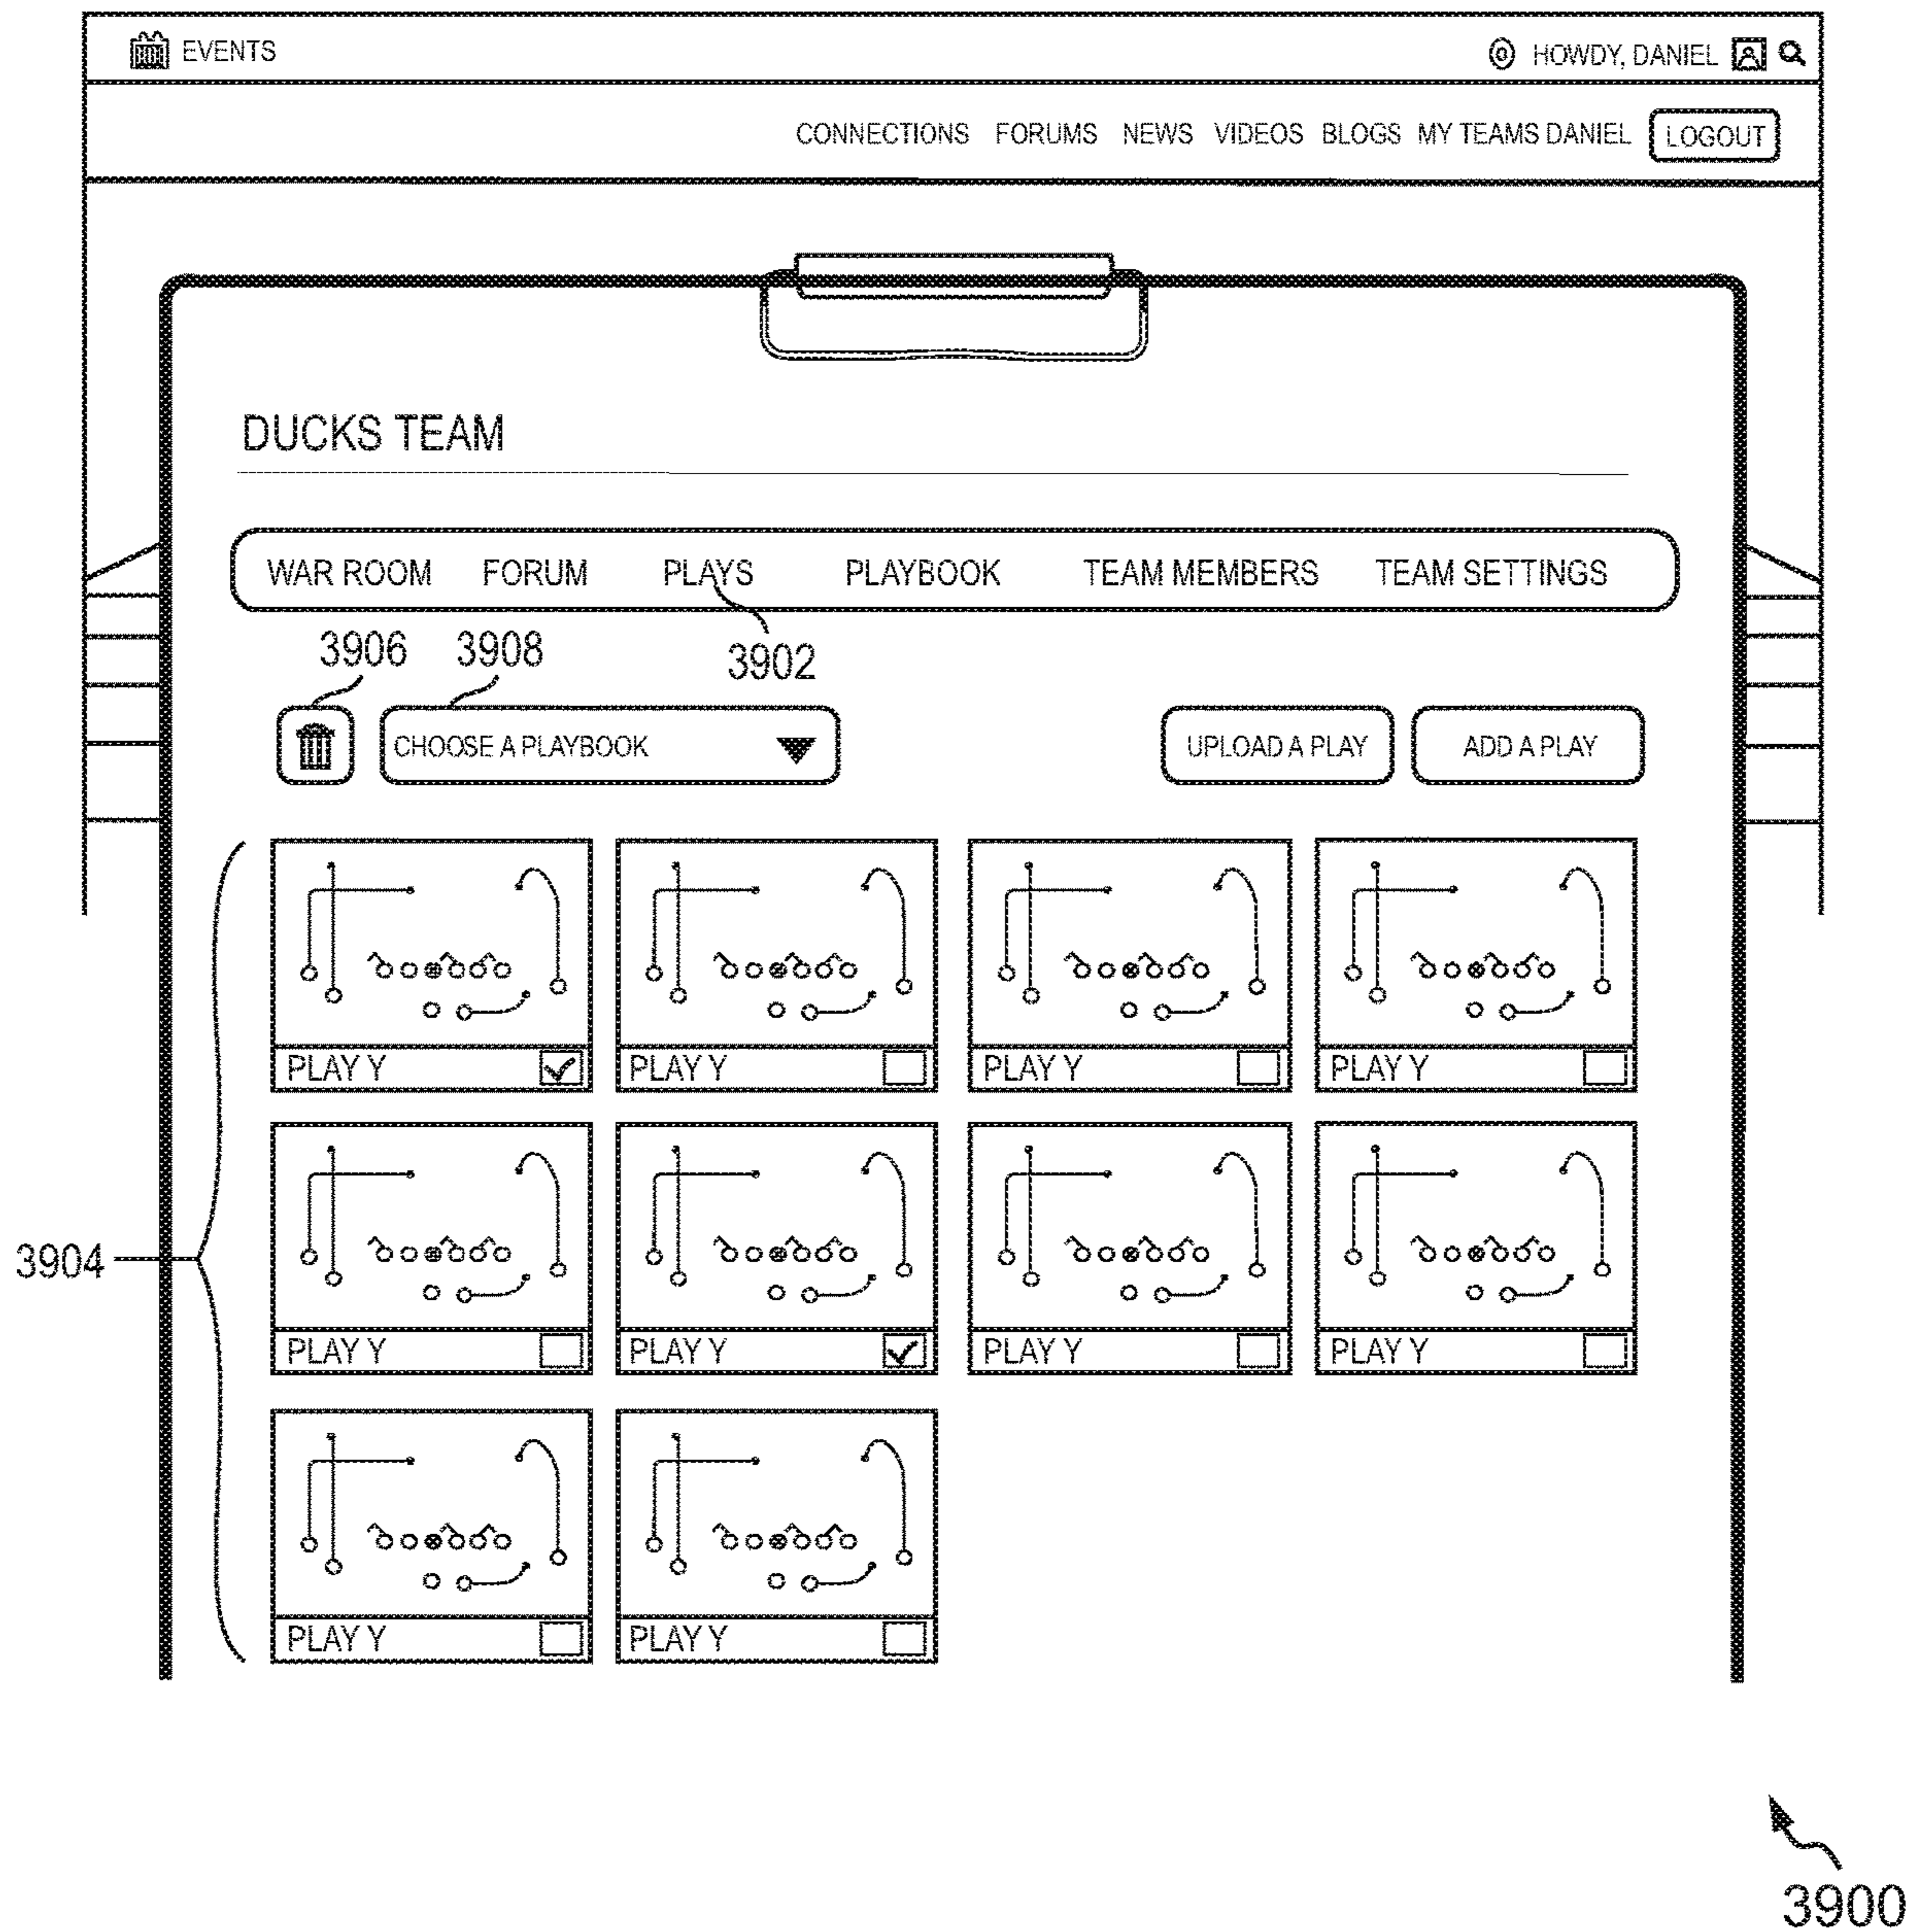 EVENTS HOWDY, DANIEL
CONNECTIONS FORUMS NEWS VIDEOS BLOGS MY TEAMS DANIEL LOGOUT
DUCKS TEAM
WAR ROOM FORUM PLAYS PLAYBOOK TEAM MEMBERS TEAM SETTINGS
3906 3908 3902
CHOOSE A PLAYBOOK UPLOAD A PLAY ADD A PLAY
PLAY Y PLAY Y PLAY Y PLAY Y
3904
PLAY Y PLAY Y PLAY Y PLAY Y
PLAY Y PLAY Y
3900